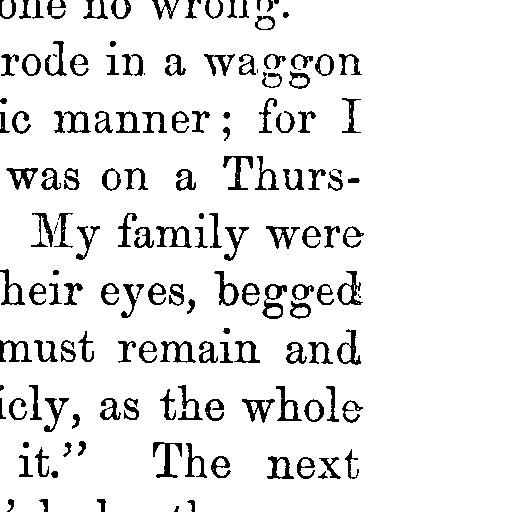 one no wrong.
rode in a waggon
ic manner; for I
was on a Thurs-
My family were
heir eyes, begged
must remain and
icly, as the whole
it.” The next